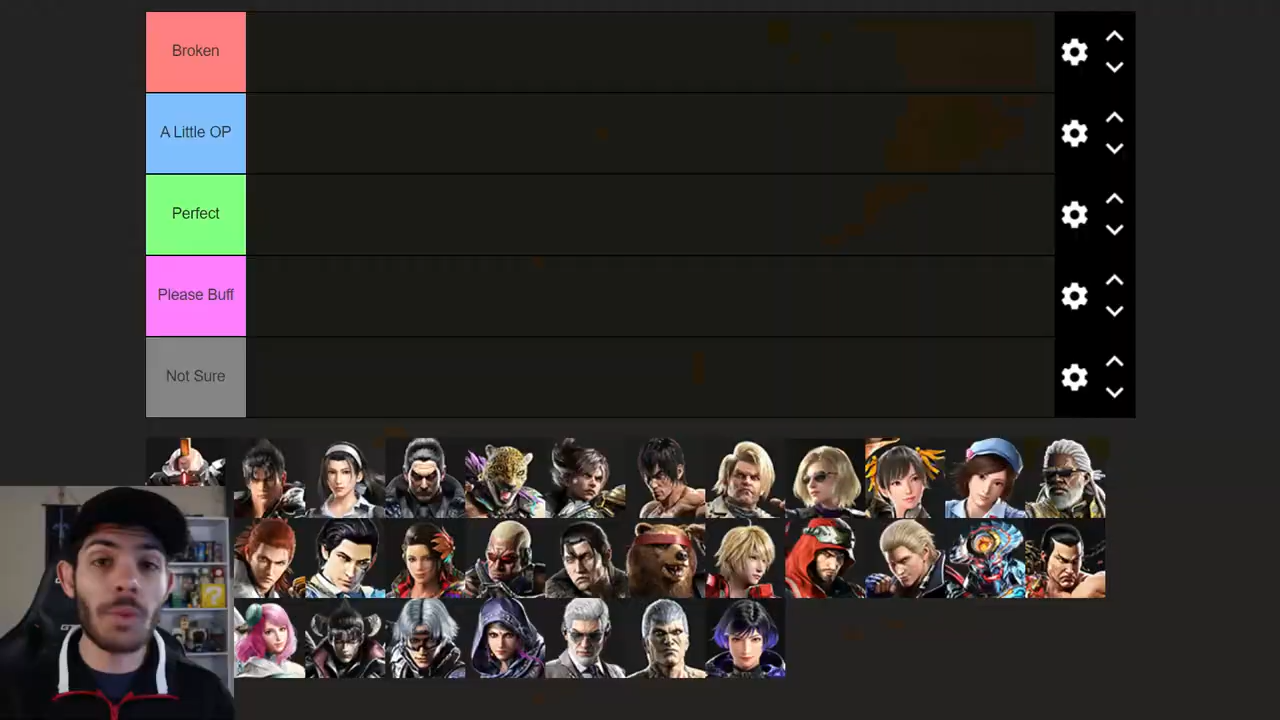 Broken
A Little OP
Perfect
Please Buff
Not Sure